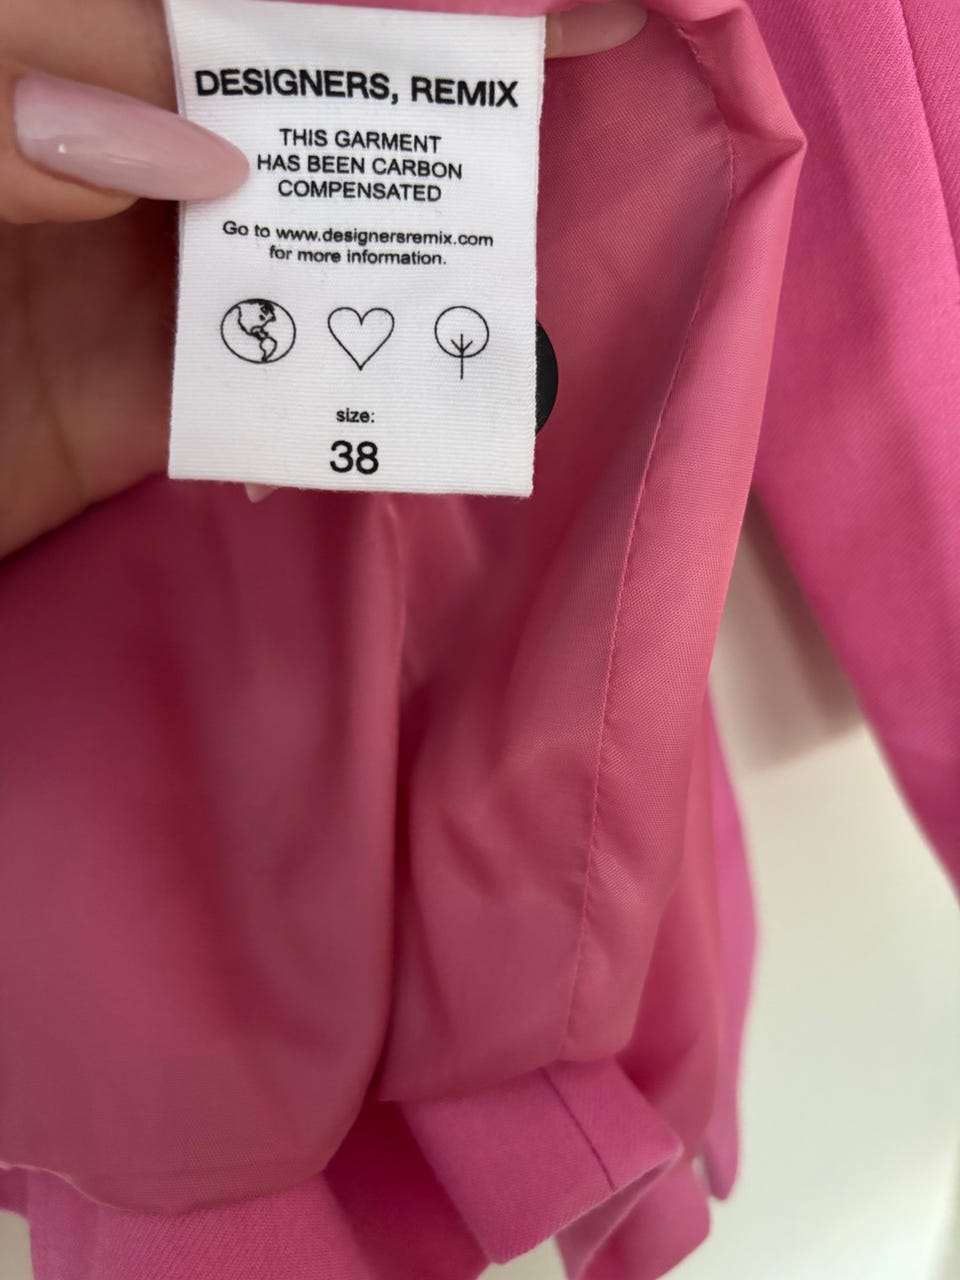 DESIGNERS, REMIX
THIS GARMENT
HAS BEEN CARBON
COMPENSATED
Go to www.designersremix.com
for more information.
size:
38